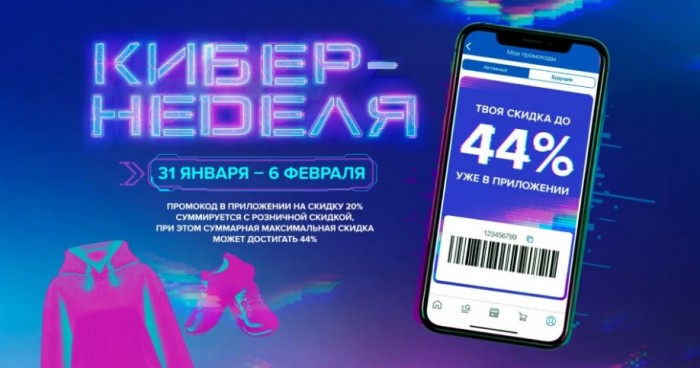 КИБЕР-
НЕДЕЛЯ
31 ЯНВАРЯ – 6 ФЕВРАЛЯ
ПРОМОКОД В ПРИЛОЖЕНИИ НА СКИДКУ 20%
СУММИРУЕТСЯ С РОЗНИЧНОЙ СКИДКОЙ,
ПРИ ЭТОМ СУММАРНАЯ МАКСИМАЛЬНАЯ СКИДКА
МОЖЕТ ДОСТИГАТЬ 44%
Мои промокоды
Активные Будущие
ТВОЯ СКИДКА ДО
44%
УЖЕ В ПРИЛОЖЕНИИ
123456789